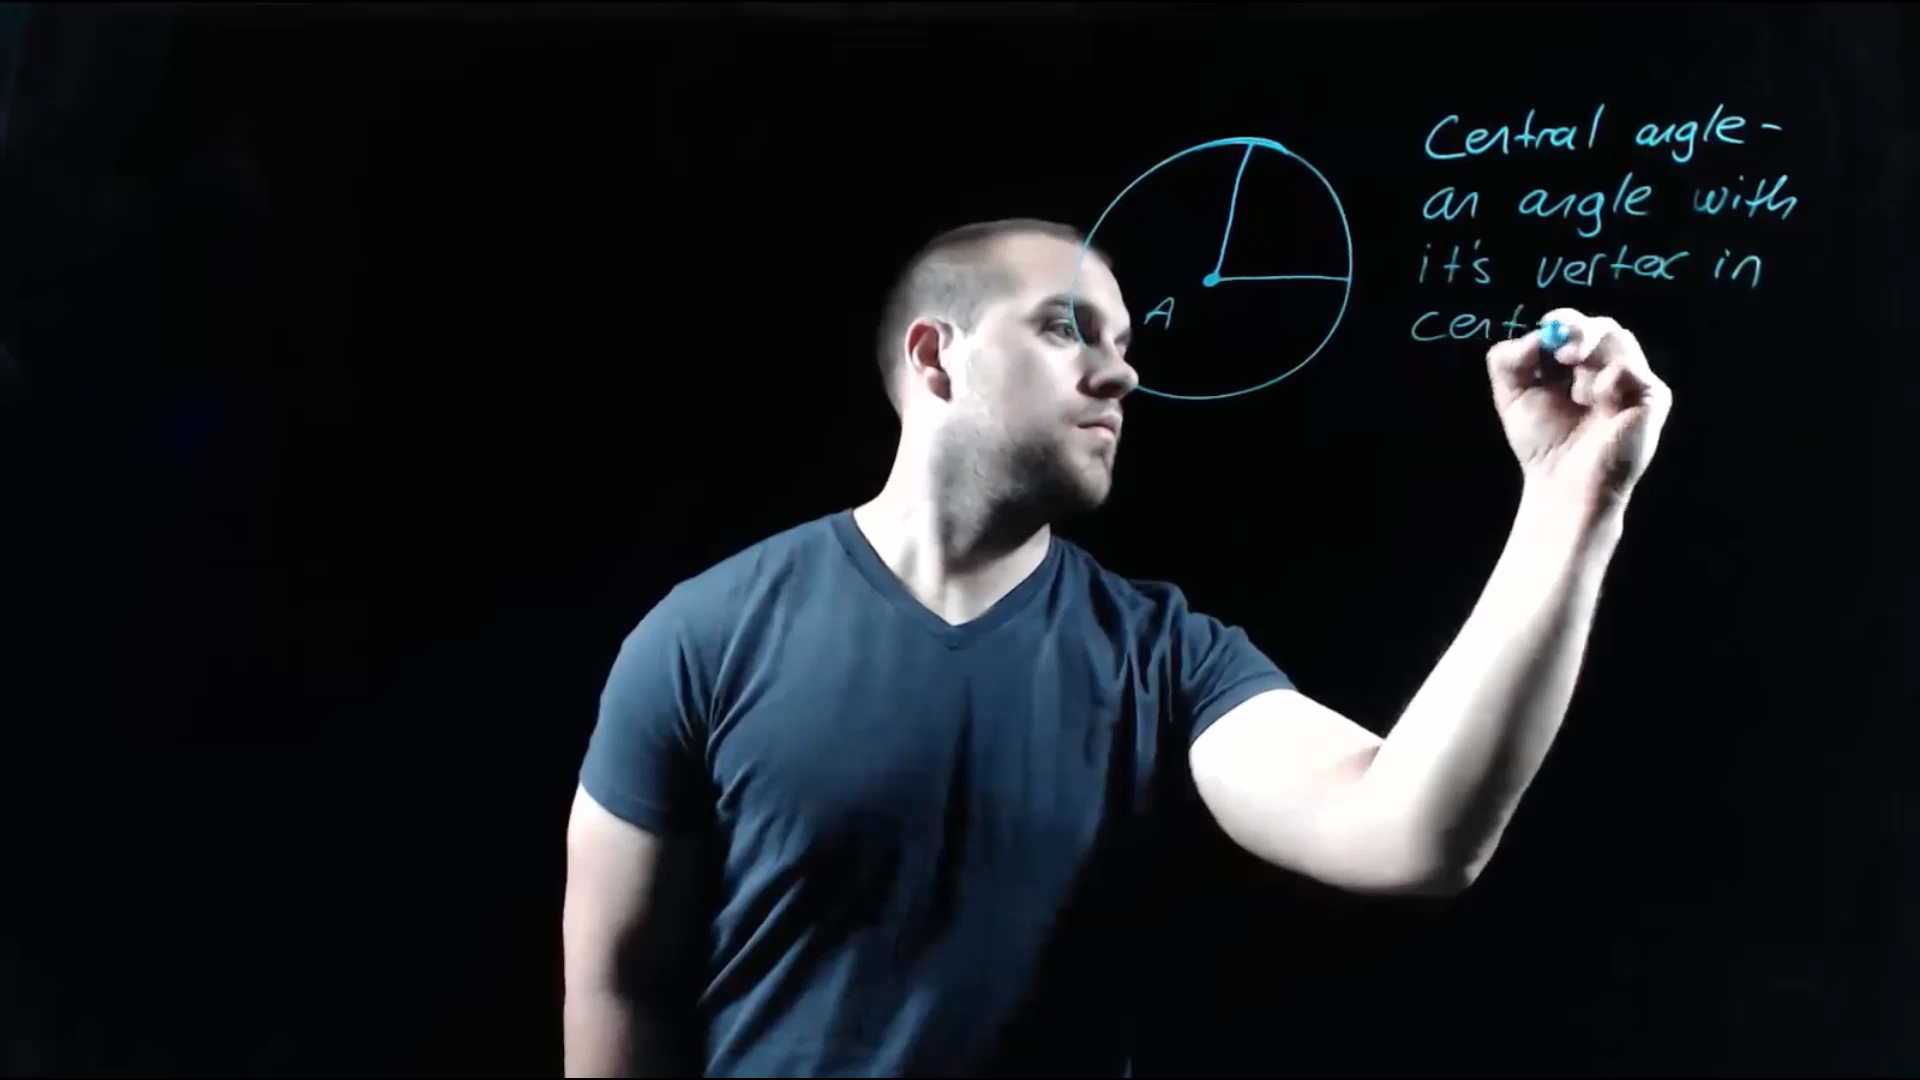 Central angle-
an angle with
it's vertex in
A